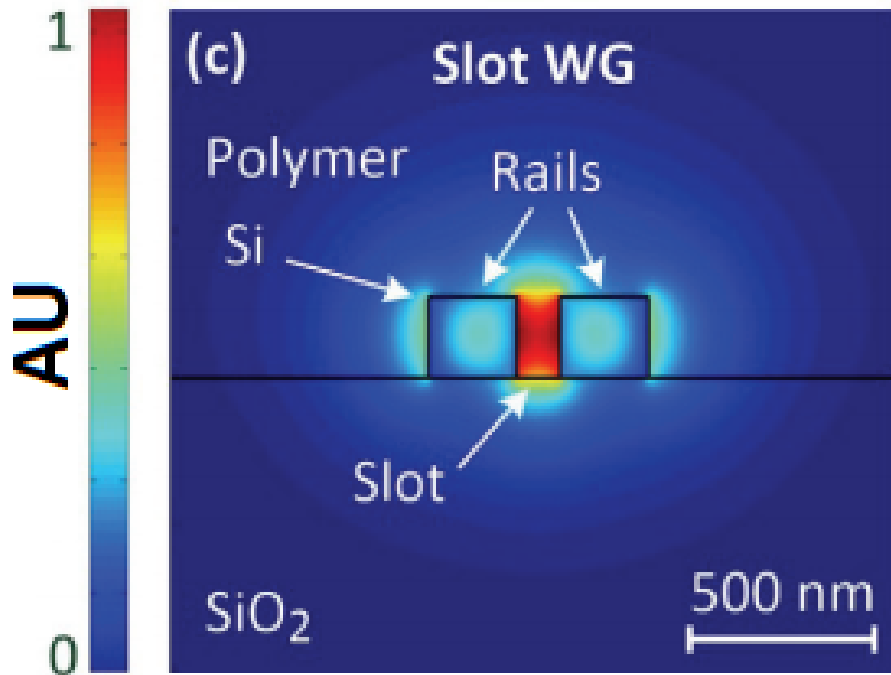 1
(c)
Slot WG
Polymer
Rails
Si
AU
Slot
SiO₂
500 nm
0